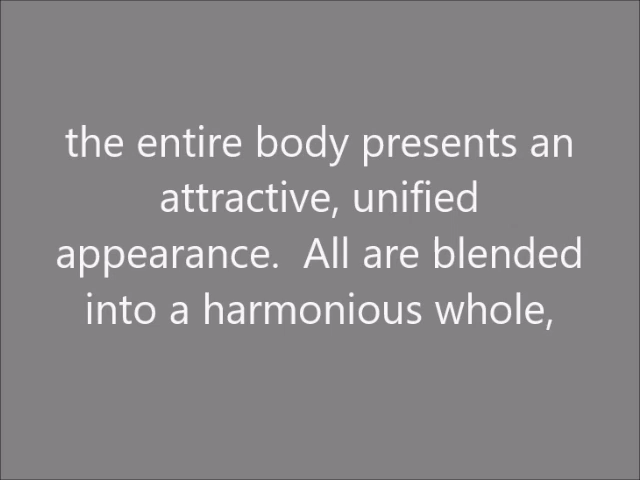 the entire body presents an
attractive, unified
appearance.  All are blended
into a harmonious whole,